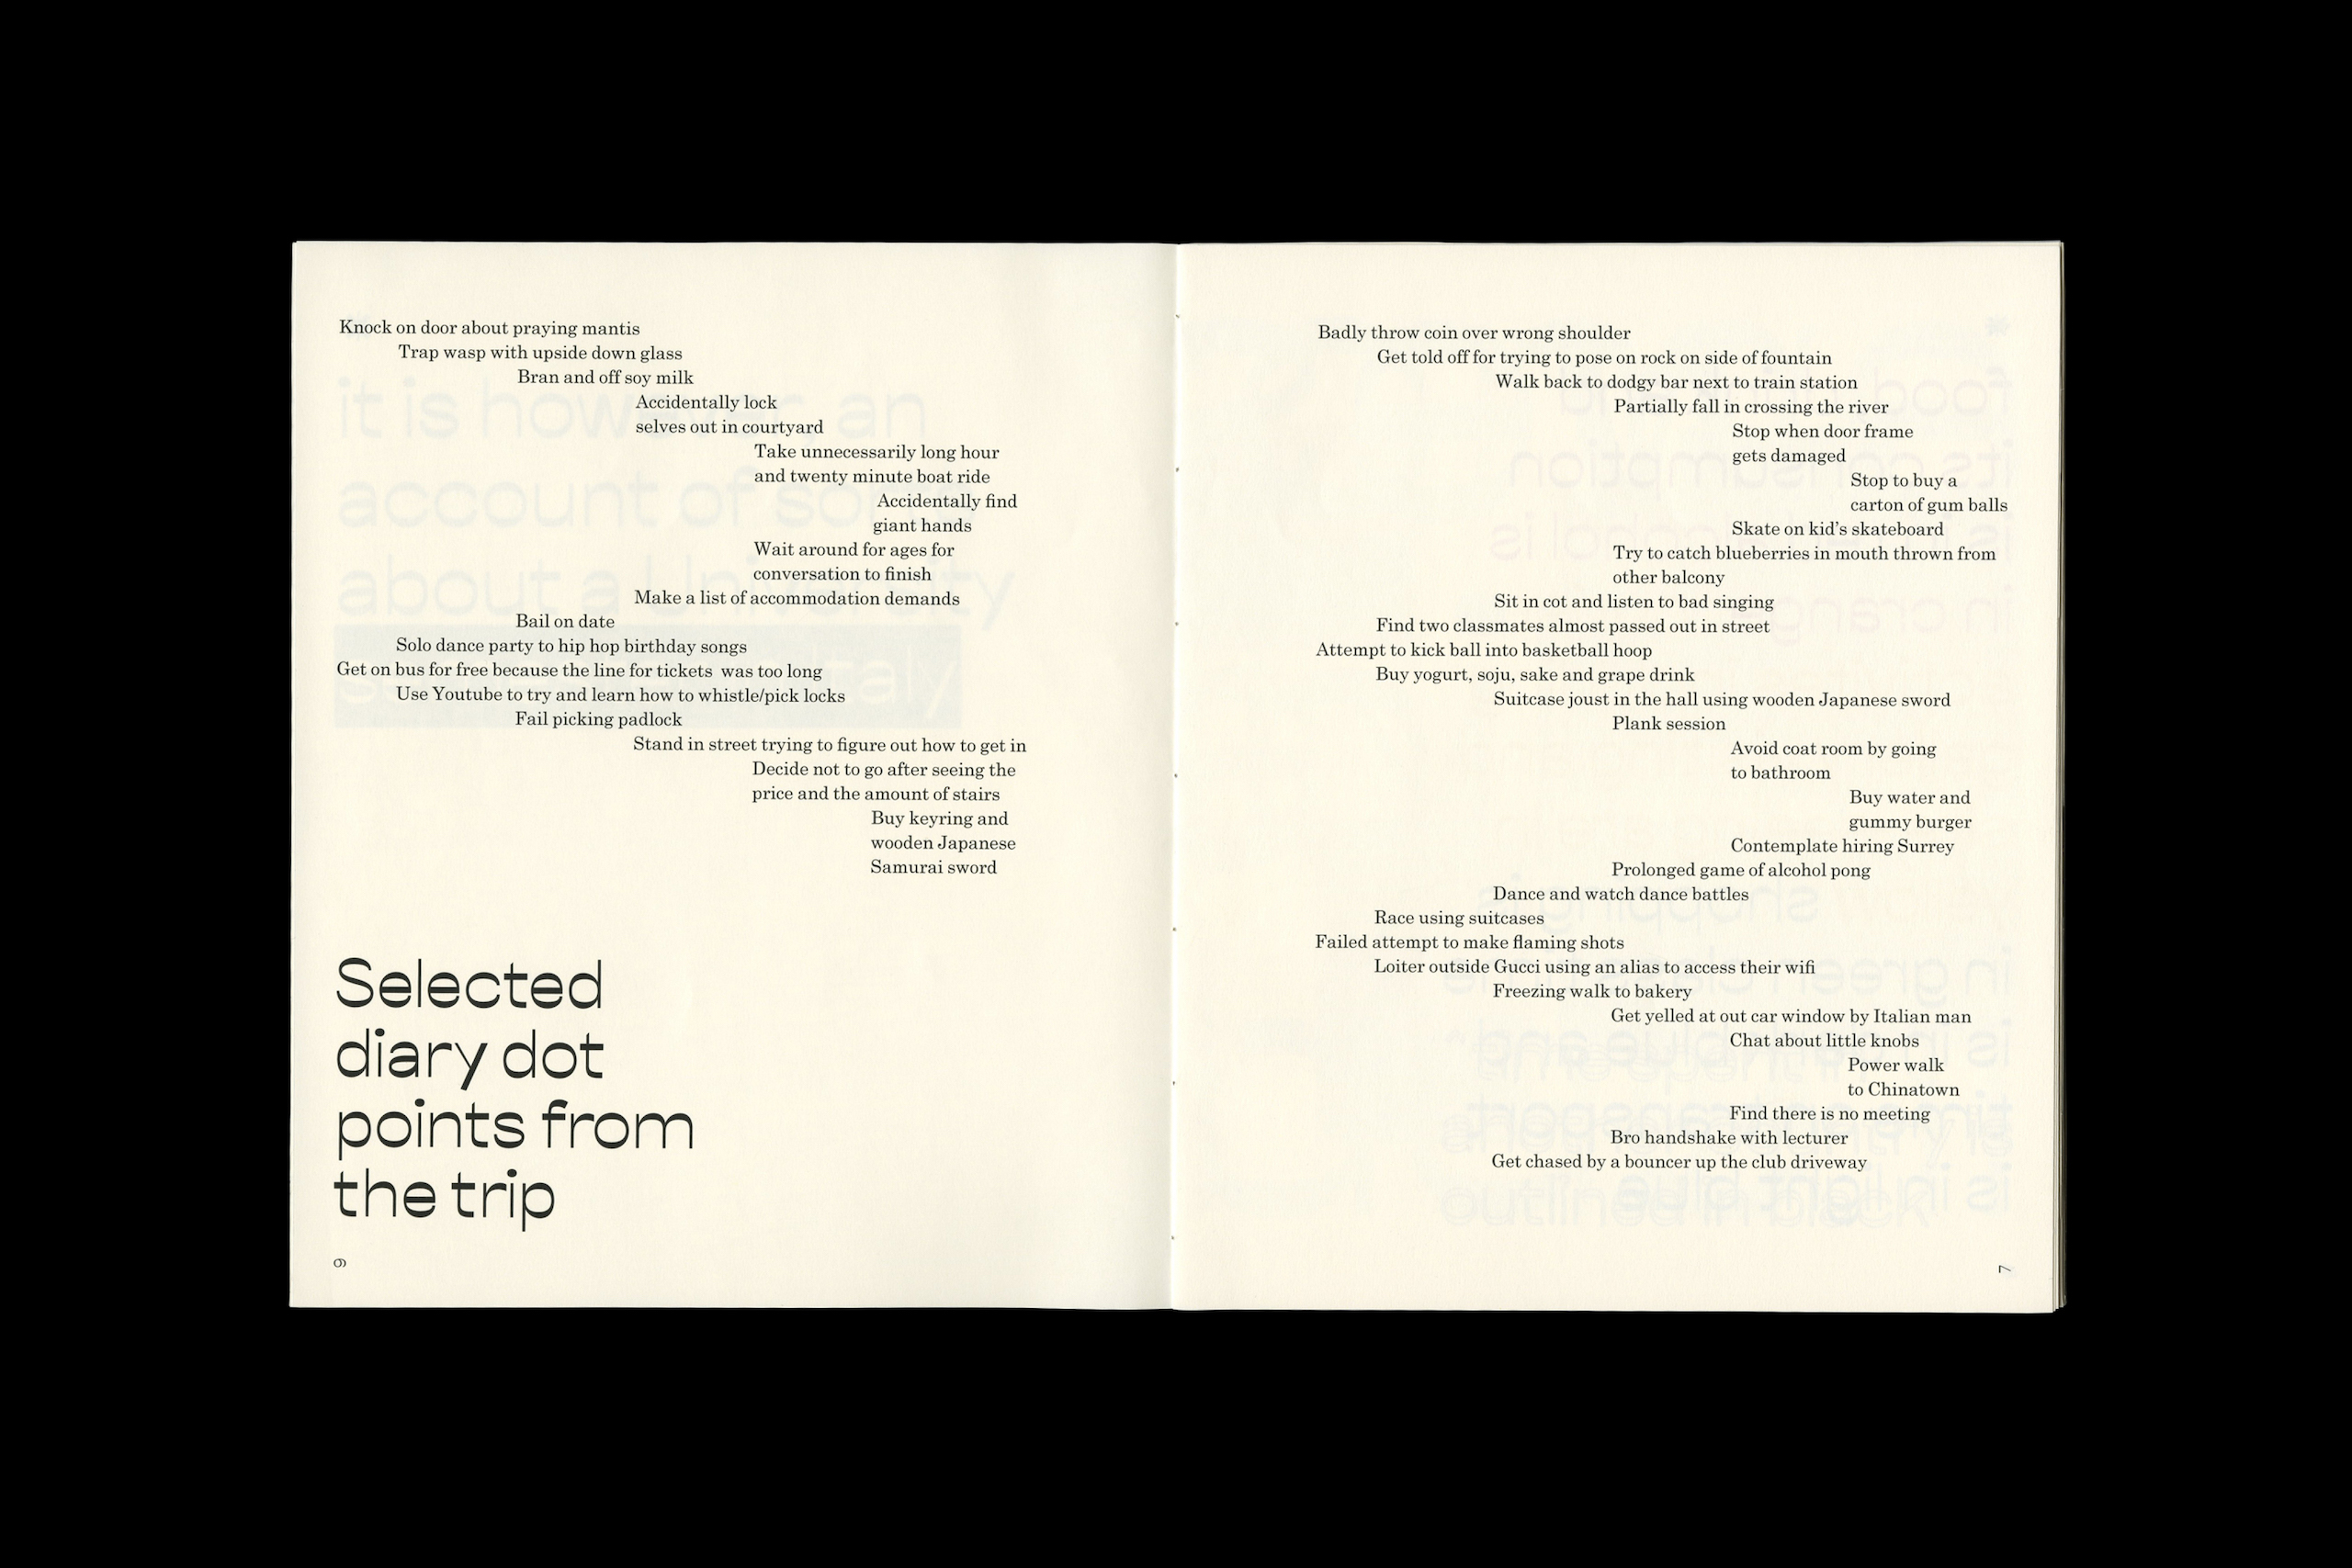 Knock on door about praying mantis
Trap wasp with upside down glass
Bran and off soy milk
Accidentally lock
selves out in courtyard
Take unnecessarily long hour
and twenty minute boat ride
Accidentally find
giant hands
Wait around for ages for
conversation to finish
Make a list of accommodation demands
Bail on date
Solo dance party to hip hop birthday songs
Get on bus for free because the line for tickets  was too long
Use Youtube to try and learn how to whistle/pick locks
Fail picking padlock
Stand in street trying to figure out how to get in
Decide not to go after seeing the
price and the amount of stairs
Buy keyring and
wooden Japanese
Samurai sword
Selected
diary dot
points from
the trip
6
Badly throw coin over wrong shoulder
Get told off for trying to pose on rock on side of fountain
Walk back to dodgy bar next to train station
Partially fall in crossing the river
Stop when door frame
gets damaged
Stop to buy a
carton of gum balls
Skate on kid’s skateboard
Try to catch blueberries in mouth thrown from
other balcony
Sit in cot and listen to bad singing
Find two classmates almost passed out in street
Attempt to kick ball into basketball hoop
Buy yogurt, soju, sake and grape drink
Suitcase joust in the hall using wooden Japanese sword
Plank session
Avoid coat room by going
to bathroom
Buy water and
gummy burger
Contemplate hiring Surrey
Prolonged game of alcohol pong
Dance and watch dance battles
Race using suitcases
Failed attempt to make flaming shots
Loiter outside Gucci using an alias to access their wifi
Freezing walk to bakery
Get yelled at out car window by Italian man
Chat about little knobs
Power walk
to Chinatown
Find there is no meeting
Bro handshake with lecturer
Get chased by a bouncer up the club driveway
7